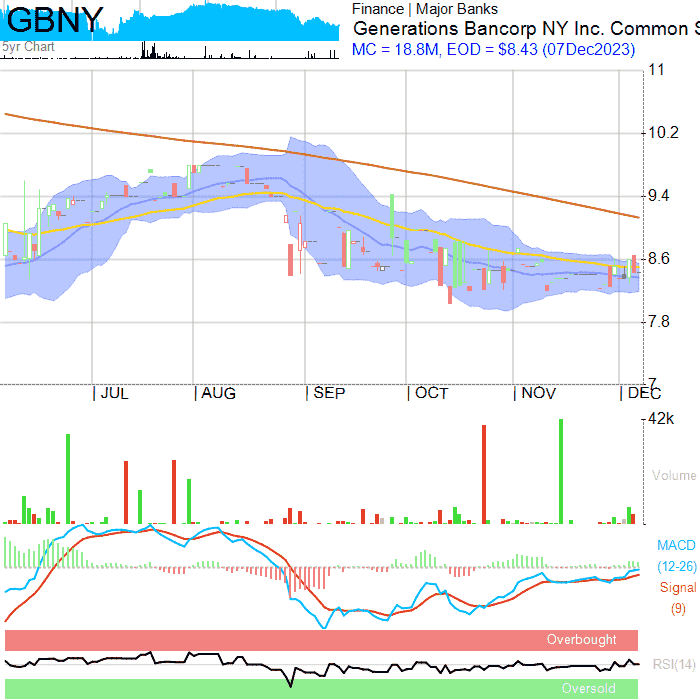 GBNY
5yr Chart
Finance | Major Banks
Generations Bancorp NY Inc. Common S
MC = 18.8M, EOD = $8.43 (07Dec2023)
11
10.2
9.4
8.6
7.8
7
| JUL | AUG | SEP | OCT | NOV | DEC
42k
Volume
MACD
(12-26)
Signal
(9)
Overbought
RSI(14)
Oversold